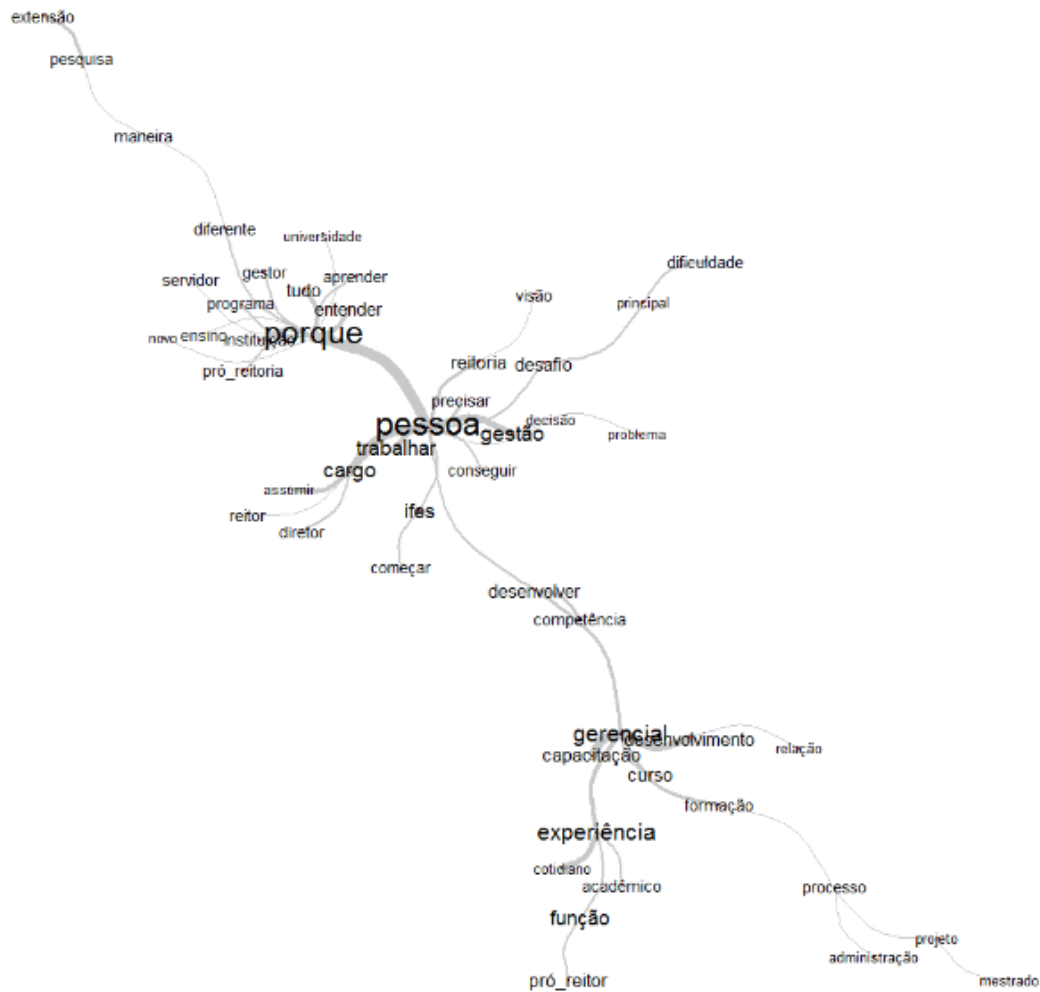 extensão
pesquisa
maneira
diferente
universidade
gestor
aprender
servidor
tudo
programa
entender
novo
ensino
instituição
porque
pró_reitoria
dificuldade
visão
principal
reitoria
desafio
precisar
pessoa
decisão
gestão
problema
trabalhar
cargo
conseguir
assumir
reitor
diretor
ifes
começar
desenvolver
competência
gerencial
desenvolvimento
relação
capacitação
curso
formação
experiência
cotidiano
acadêmico
processo
função
projeto
administração
pró_reitor
mestrado